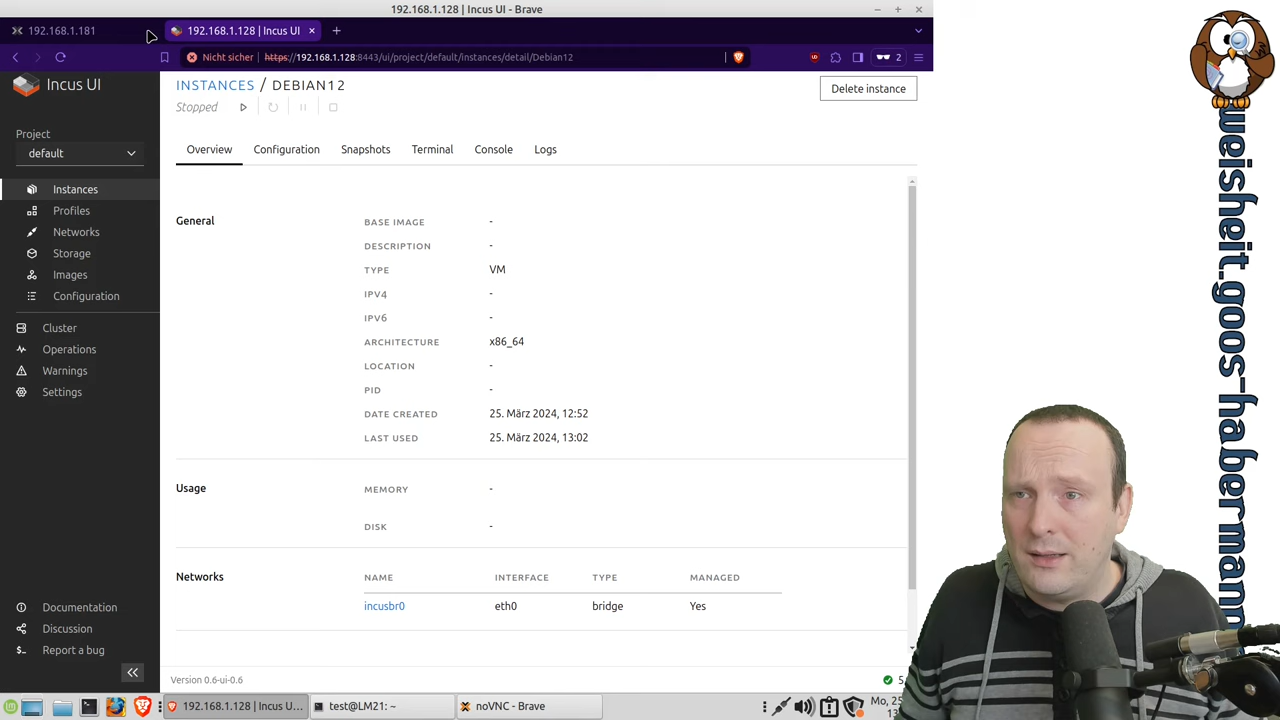 192.168.1.128 | Incus UI - Brave
192.168.1.181
192.168.1.128 | Incus UI
Nicht sicher
https://192.168.1.128:8443/ui/project/default/instances/detail/Debian12
2
Incus UI
Project
default
Instances
Profiles
Networks
Storage
Images
Configuration
Cluster
Operations
Warnings
Settings
Documentation
Discussion
Report a bug
INSTANCES / DEBIAN12
Delete instance
Stopped
Overview
Configuration
Snapshots
Terminal
Console
Logs
General
BASE IMAGE -
DESCRIPTION -
TYPE VM
IPV4 -
IPV6 -
ARCHITECTURE x86_64
LOCATION -
PID -
DATE CREATED 25. März 2024, 12:52
LAST USED 25. März 2024, 13:02
Usage
MEMORY -
DISK -
Networks
NAME INTERFACE TYPE MANAGED
incusbr0 eth0 bridge Yes
Version 0.6-ui-0.6
192.168.1.128 | Incus U...
test@LM21: ~
noVNC - Brave